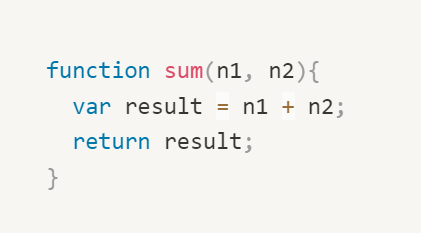 function sum(n1, n2){
  var result = n1 + n2;
  return result;
}